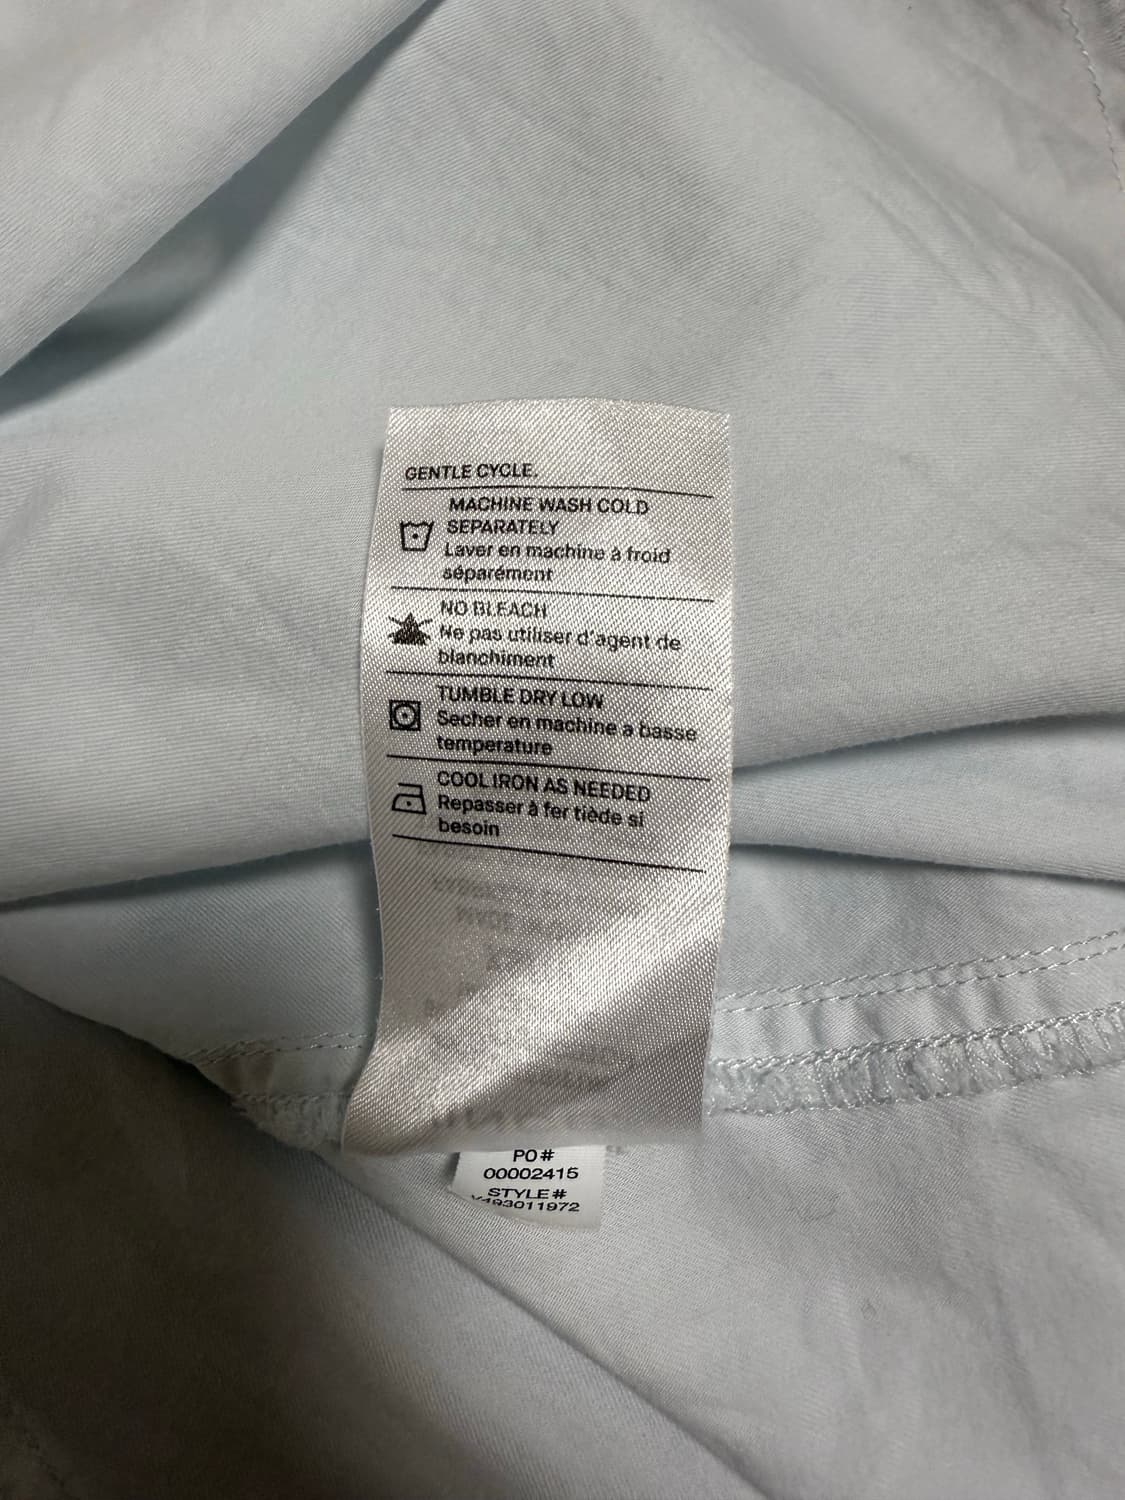 GENTLE CYCLE.
MACHINE WASH COLD
SEPARATELY
Laver en machine à froid
séparément
NO BLEACH
Ne pas utiliser d'agent de
blanchiment
TUMBLE DRY LOW
Secher en machine a basse
temperature
COOL IRON AS NEEDED
Repasser à fer tiède si
besoin
PO#
00002415
STYLE#